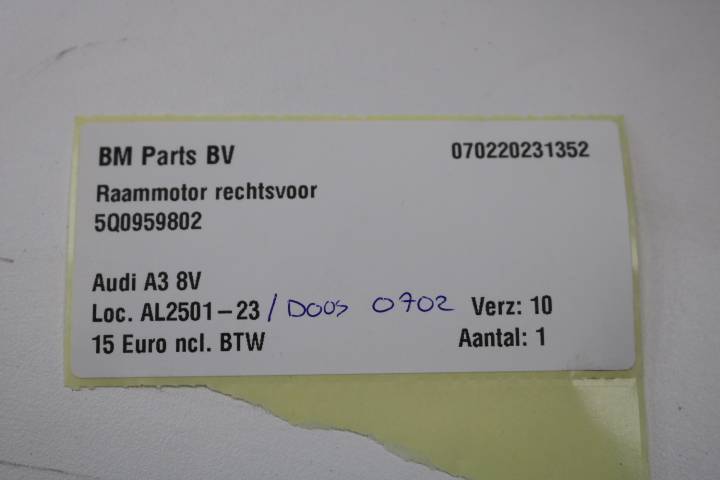 BM Parts BV 070220231352
Raammotor rechtsvoor
5Q0959802
Audi A3 8V
Loc. AL2501-23 / DOOS 0702 Verz: 10
15 Euro ncl. BTW Aantal: 1